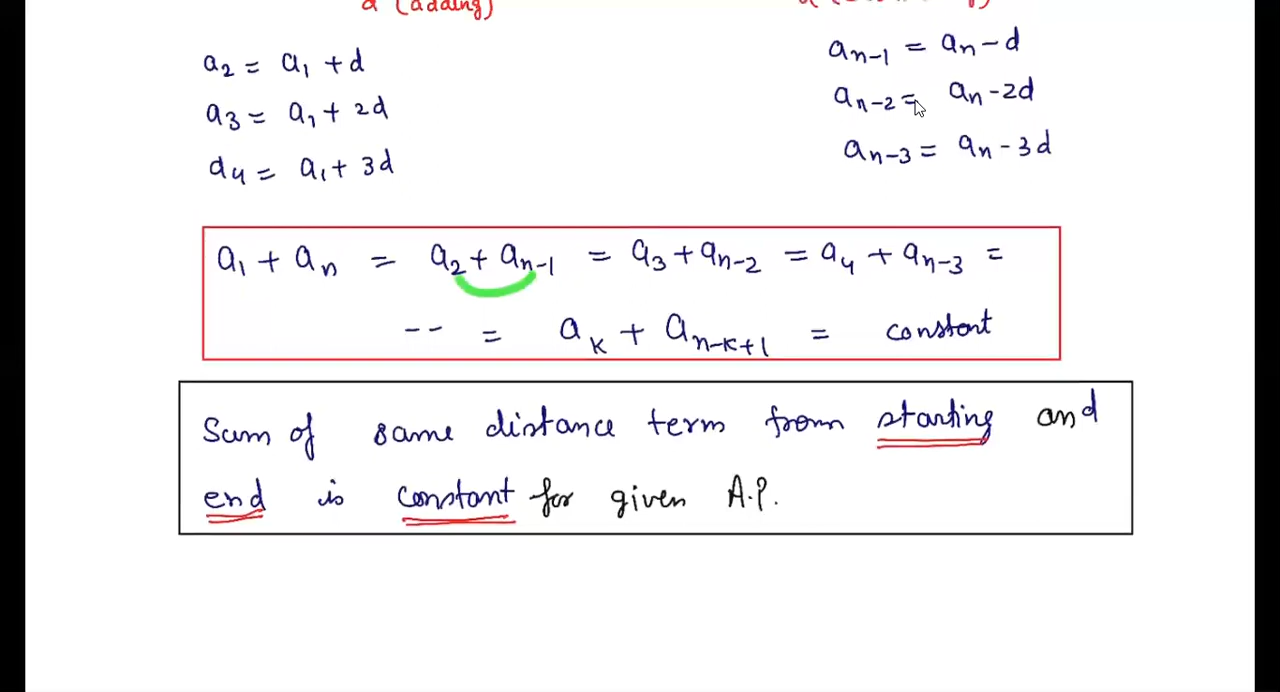 d (adding)
a₂ = a₁ + d
a₃ = a₁ + 2d
a₄ = a₁ + 3d
aₙ₋₁ = aₙ - d
aₙ₋₂ = aₙ - 2d
aₙ₋₃ = aₙ - 3d
a₁ + aₙ = a₂ + aₙ₋₁ = a₃ + aₙ₋₂ = a₄ + aₙ₋₃ =
-- = aₖ + aₙ₋ₖ₊₁ = constant
Sum of same distance term from starting and
end is constant for given A.P.